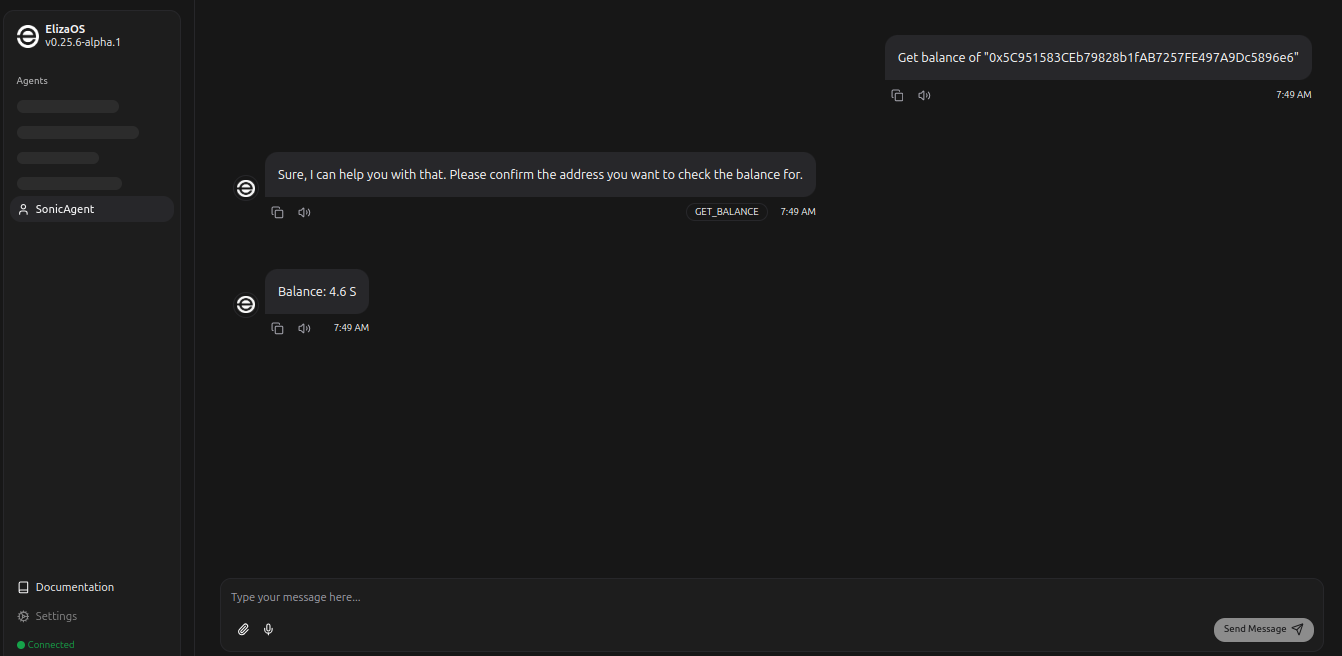 ElizaOS
v0.25.6-alpha.1
Agents
SonicAgent
Documentation
Settings
Connected
Get balance of "0x5C951583CEb79828b1fAB7257FE497A9Dc5896e6"
7:49 AM
Sure, I can help you with that. Please confirm the address you want to check the balance for.
GET_BALANCE 7:49 AM
Balance: 4.6 S
7:49 AM
Type your message here...
Send Message